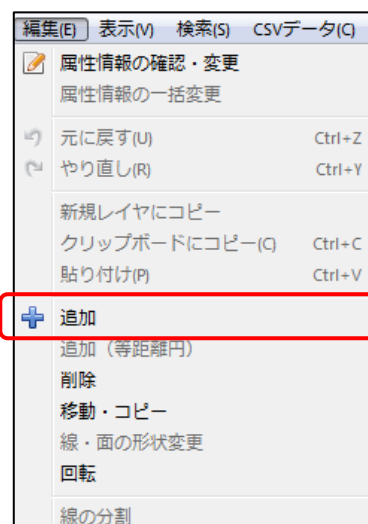 編集(E) 表示(V) 検索(S) CSVデータ(C)
属性情報の確認・変更
属性情報の一括変更
元に戻す(U) Ctrl+Z
やり直し(R) Ctrl+Y
新規レイヤにコピー
クリップボードにコピー(C) Ctrl+C
貼り付け(P) Ctrl+V
追加
追加（等距離円）
削除
移動・コピー
線・面の形状変更
回転
線の分割